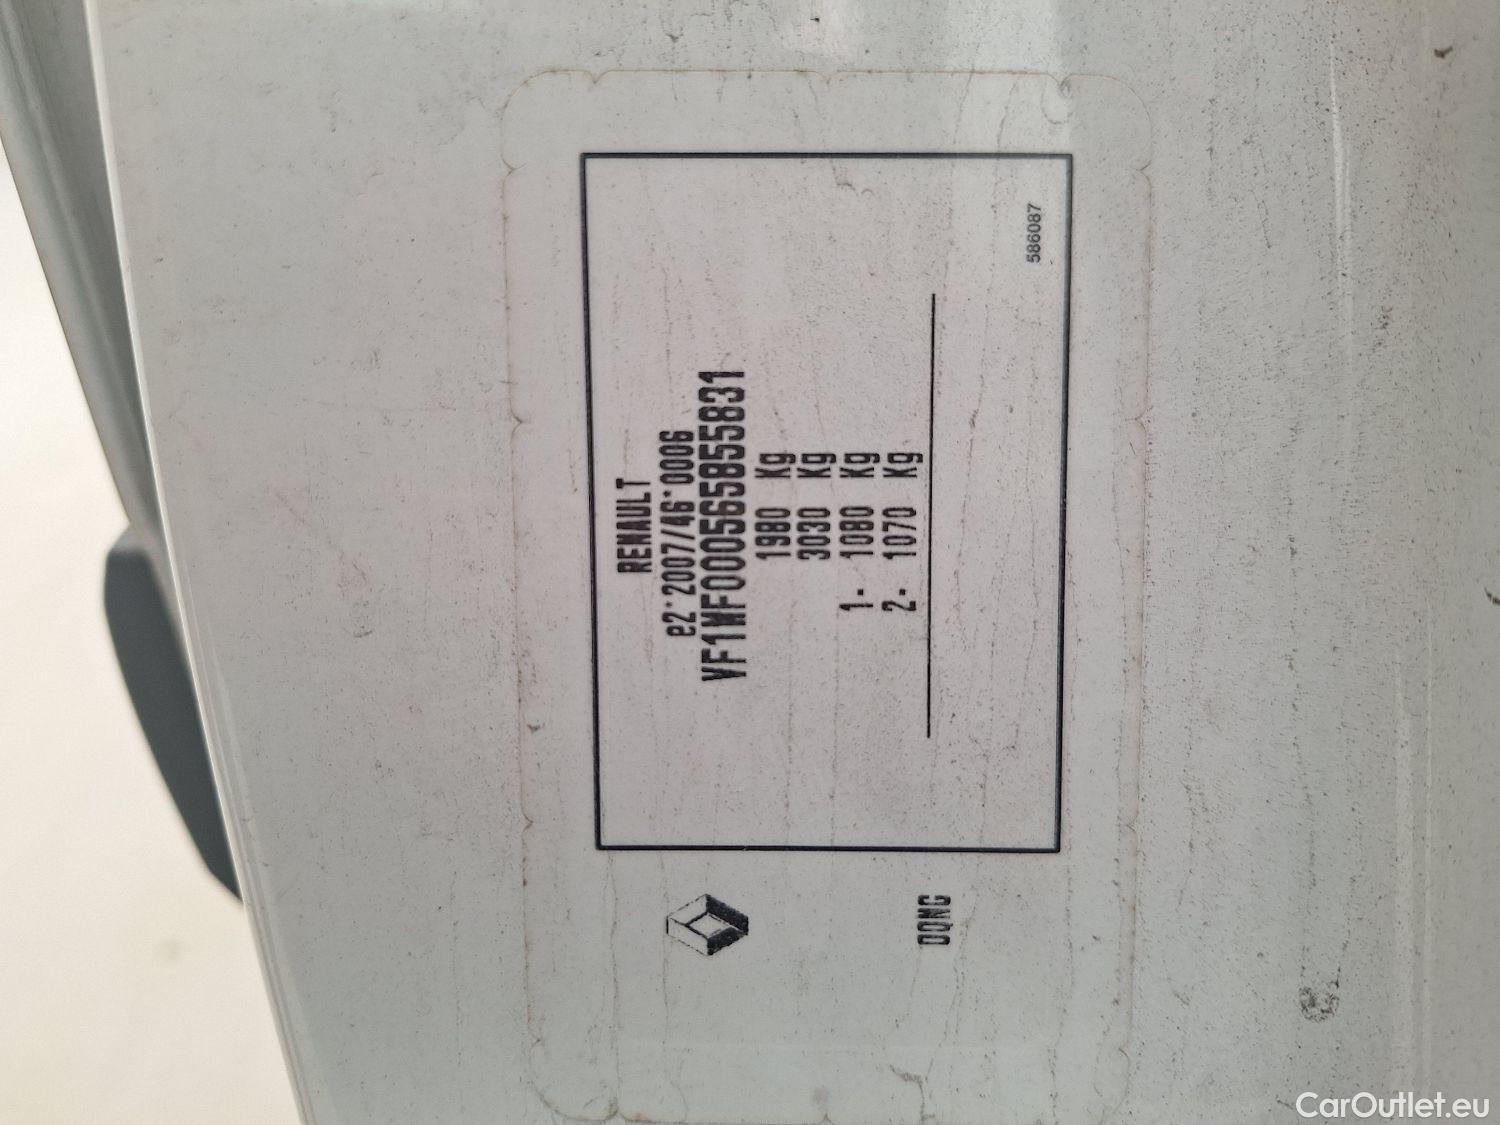 RENAULT
e2*2007/46*0006
VF1WF000565855831
1980 Kg
3030 Kg
1- 1080 Kg
2- 1070 Kg
586087
DQNG
CarOutlet.eu